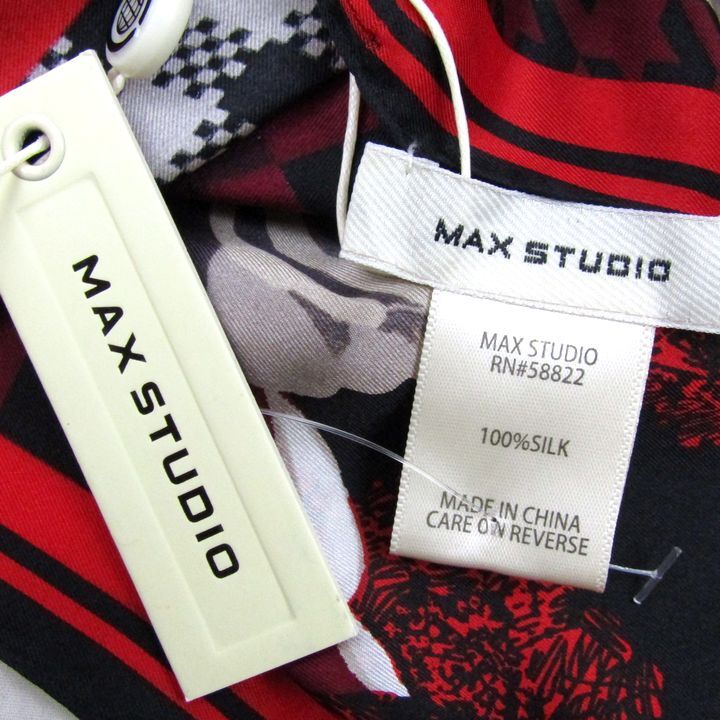 MAX STUDIO
MAX STUDIO
MAX STUDIO
RN#58822
100%SILK
MADE IN CHINA
CARE ON REVERSE